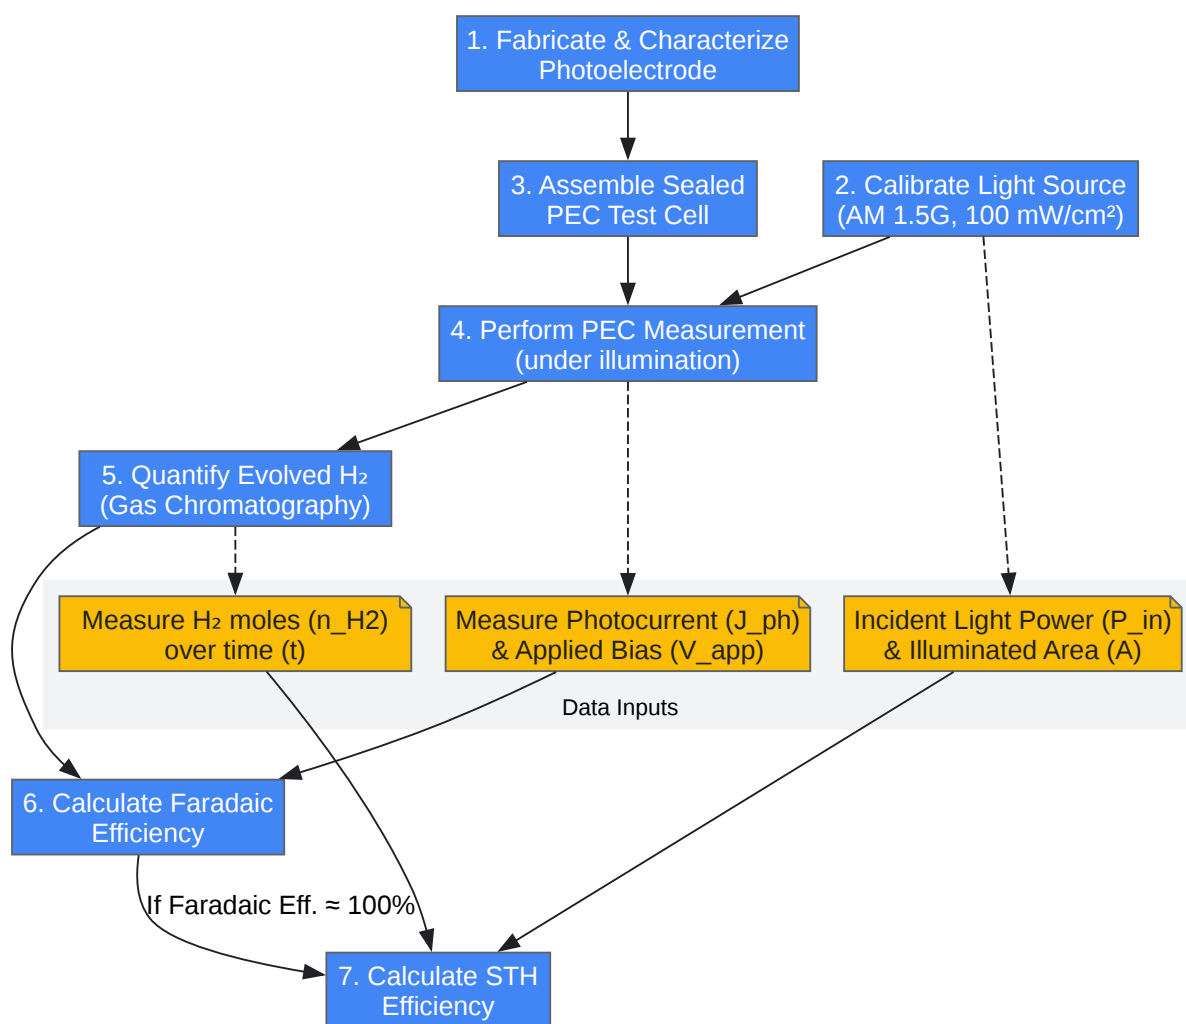 1. Fabricate & Characterize
Photoelectrode
3. Assemble Sealed
PEC Test Cell
2. Calibrate Light Source
(AM 1.5G, 100 mW/cm²)
4. Perform PEC Measurement
(under illumination)
5. Quantify Evolved H₂
(Gas Chromatography)
Measure H₂ moles (n_H2)
over time (t)
Measure Photocurrent (J_ph)
& Applied Bias (V_app)
Incident Light Power (P_in)
& Illuminated Area (A)
Data Inputs
6. Calculate Faradaic
Efficiency
If Faradaic Eff. ≈ 100%
7. Calculate STH
Efficiency